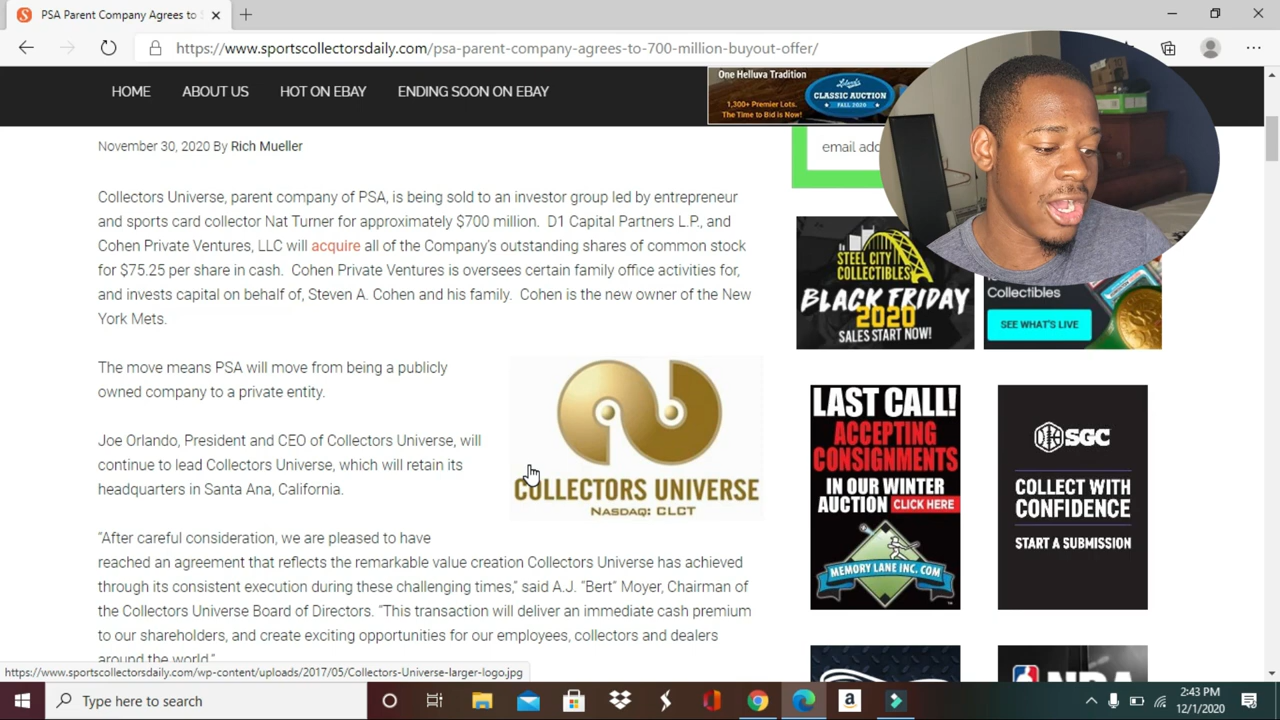 PSA Parent Company Agrees to
https://www.sportscollectorsdaily.com/psa-parent-company-agrees-to-700-million-buyout-offer/
HOME
ABOUT US
HOT ON EBAY
ENDING SOON ON EBAY
One Helluva Tradition
1,300+ Premier Lots.
The Time to Bid is Now!
CLASSIC AUCTION
FALL 2020
November 30, 2020 By Rich Mueller
email add
Collectors Universe, parent company of PSA, is being sold to an investor group led by entrepreneur
and sports card collector Nat Turner for approximately $700 million. D1 Capital Partners L.P., and
Cohen Private Ventures, LLC will acquire all of the Company's outstanding shares of common stock
for $75.25 per share in cash. Cohen Private Ventures is oversees certain family office activities for,
and invests capital on behalf of, Steven A. Cohen and his family. Cohen is the new owner of the New
York Mets.
The move means PSA will move from being a publicly
owned company to a private entity.
Joe Orlando, President and CEO of Collectors Universe, will
continue to lead Collectors Universe, which will retain its
headquarters in Santa Ana, California.
COLLECTORS UNIVERSE
NASDAQ: CLCT
"After careful consideration, we are pleased to have
reached an agreement that reflects the remarkable value creation Collectors Universe has achieved
through its consistent execution during these challenging times," said A.J. "Bert" Moyer, Chairman of
the Collectors Universe Board of Directors. "This transaction will deliver an immediate cash premium
to our shareholders, and create exciting opportunities for our employees, collectors and dealers
around the world."
STEEL CITY
COLLECTIBLES
BLACK FRIDAY
2020
SALES START NOW!
Collectibles
SEE WHAT'S LIVE
LAST CALL!
ACCEPTING
CONSIGNMENTS
IN OUR WINTER
AUCTION CLICK HERE
MEMORY LANE INC.COM
SGC
COLLECT WITH
CONFIDENCE
START A SUBMISSION
NBA
https://www.sportscollectorsdaily.com/wp-content/uploads/2017/05/Collectors-Universe-larger-logo.jpg
Type here to search
2:43 PM
12/1/2020